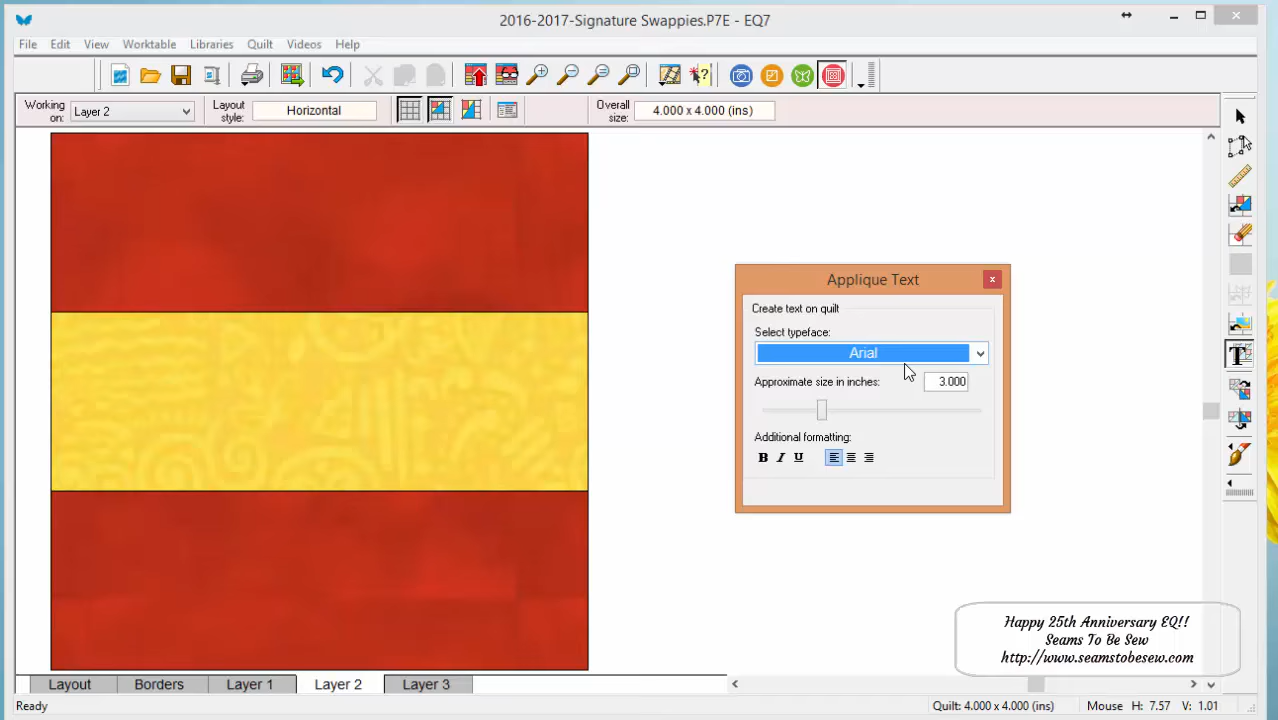 2016-2017-Signature Swappies.P7E - EQ7
File Edit View Worktable Libraries Quilt Videos Help
Working on: Layer 2 Layout style: Horizontal Overall size: 4.000 x 4.000 (ins)
Applique Text
Create text on quilt
Select typeface:
Arial
Approximate size in inches: 3.000
Additional formatting:
B I U
Happy 25th Anniversary EQ!!
Seams To Be Sew
http://www.seamstobesew.com
Layout Borders Layer 1 Layer 2 Layer 3
Ready Quilt: 4.000 x 4.000 (ins) Mouse H: 7.57 V: 1.01